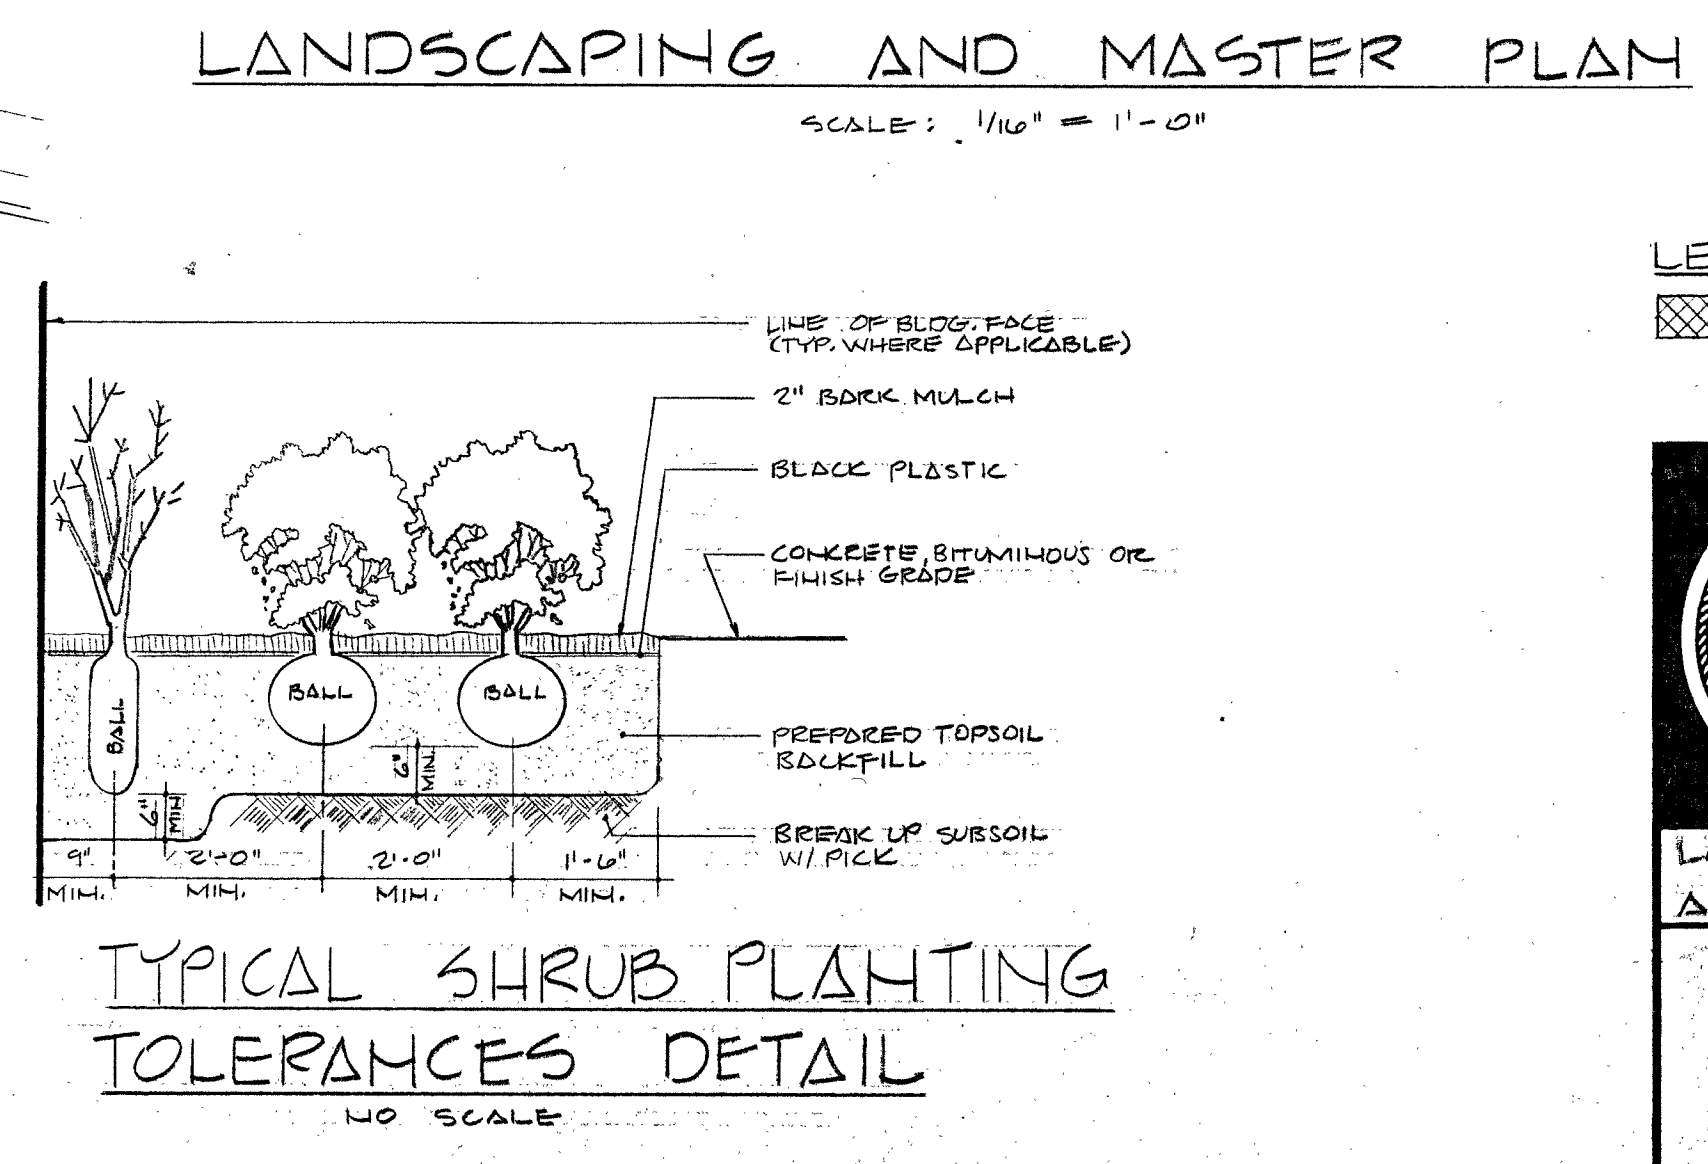 LANDSCAPING AND MASTER PLAN
SCALE: 1/16" = 1'-0"
LINE OF BLDG. FACE
(TYP. WHERE APPLICABLE)
2" BARK MULCH
BLACK PLASTIC
CONCRETE, BITUMINOUS OR
FINISH GRADE
BALL
BALL
BALL
PREPARED TOPSOIL
BACKFILL
6"
MIN.
6"
MIN
BREAK UP SUBSOIL
W/ PICK
9" 2'-0" 2'-0" 1'-6"
MIN. MIN. MIN. MIN.
TYPICAL SHRUB PLANTING
TOLERANCES DETAIL
NO SCALE